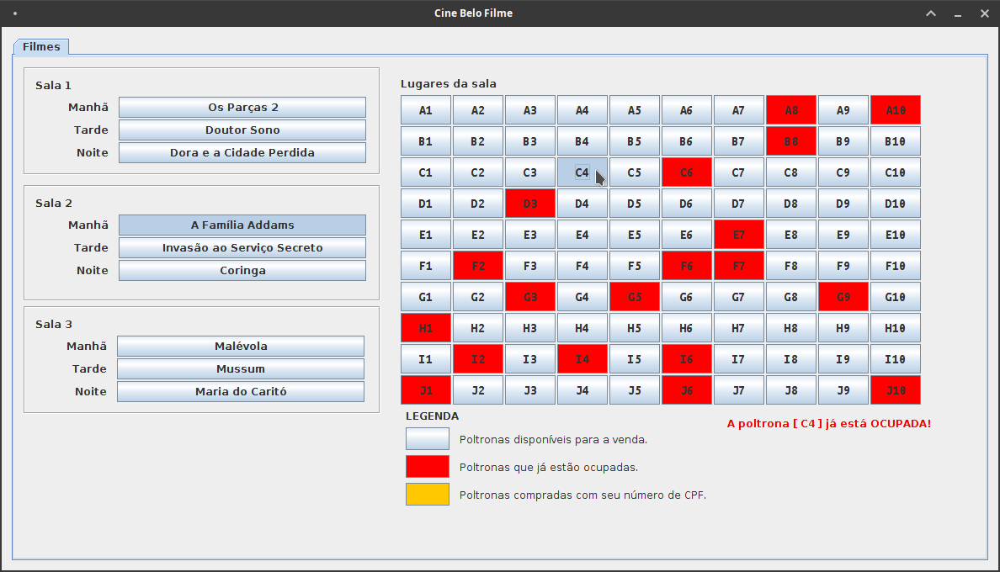 Cine Belo Filme
Filmes
Sala 1
Manhã Os Parças 2
Tarde Doutor Sono
Noite Dora e a Cidade Perdida
Sala 2
Manhã A Família Addams
Tarde Invasão ao Serviço Secreto
Noite Coringa
Sala 3
Manhã Malévola
Tarde Mussum
Noite Maria do Caritó
Lugares da sala
A1 A2 A3 A4 A5 A6 A7 A8 A9 A10
B1 B2 B3 B4 B5 B6 B7 B8 B9 B10
C1 C2 C3 C4 C5 C6 C7 C8 C9 C10
D1 D2 D3 D4 D5 D6 D7 D8 D9 D10
E1 E2 E3 E4 E5 E6 E7 E8 E9 E10
F1 F2 F3 F4 F5 F6 F7 F8 F9 F10
G1 G2 G3 G4 G5 G6 G7 G8 G9 G10
H1 H2 H3 H4 H5 H6 H7 H8 H9 H10
I1 I2 I3 I4 I5 I6 I7 I8 I9 I10
J1 J2 J3 J4 J5 J6 J7 J8 J9 J10
LEGENDA
A poltrona [ C4 ] já está OCUPADA!
Poltronas disponíveis para a venda.
Poltronas que já estão ocupadas.
Poltronas compradas com seu número de CPF.